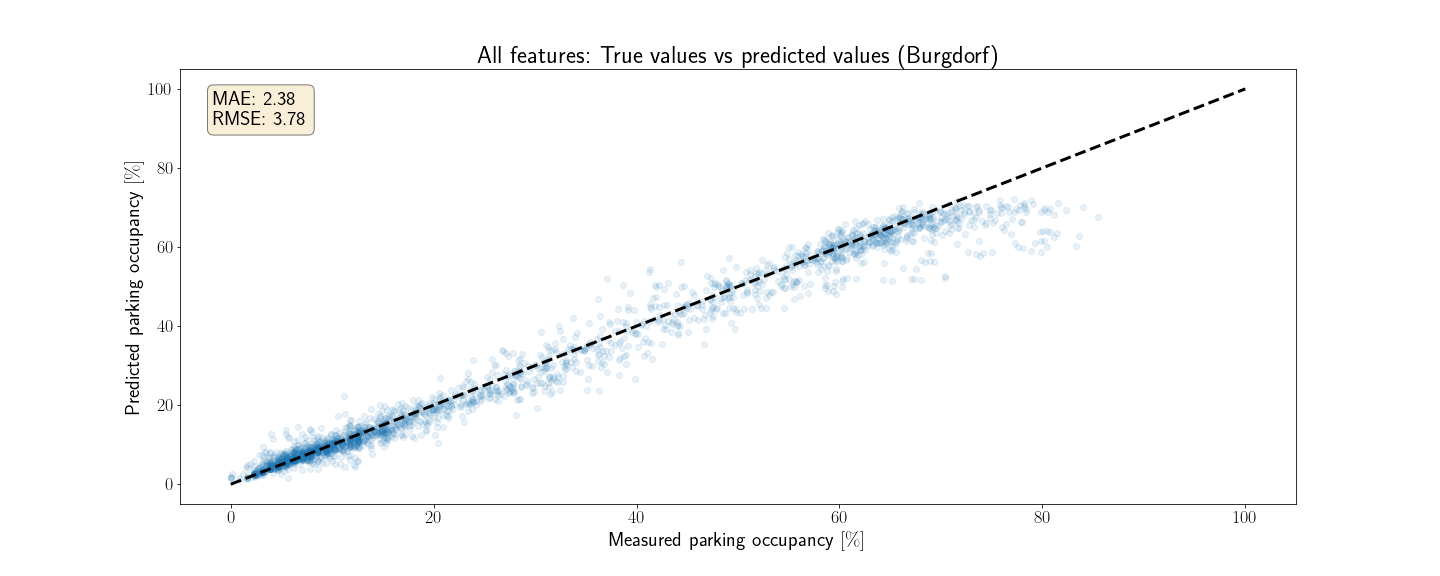 All features: True values vs predicted values (Burgdorf)
MAE: 2.38
RMSE: 3.78
Predicted parking occupancy [%]
100
80
60
40
20
0
0 20 40 60 80 100
Measured parking occupancy [%]